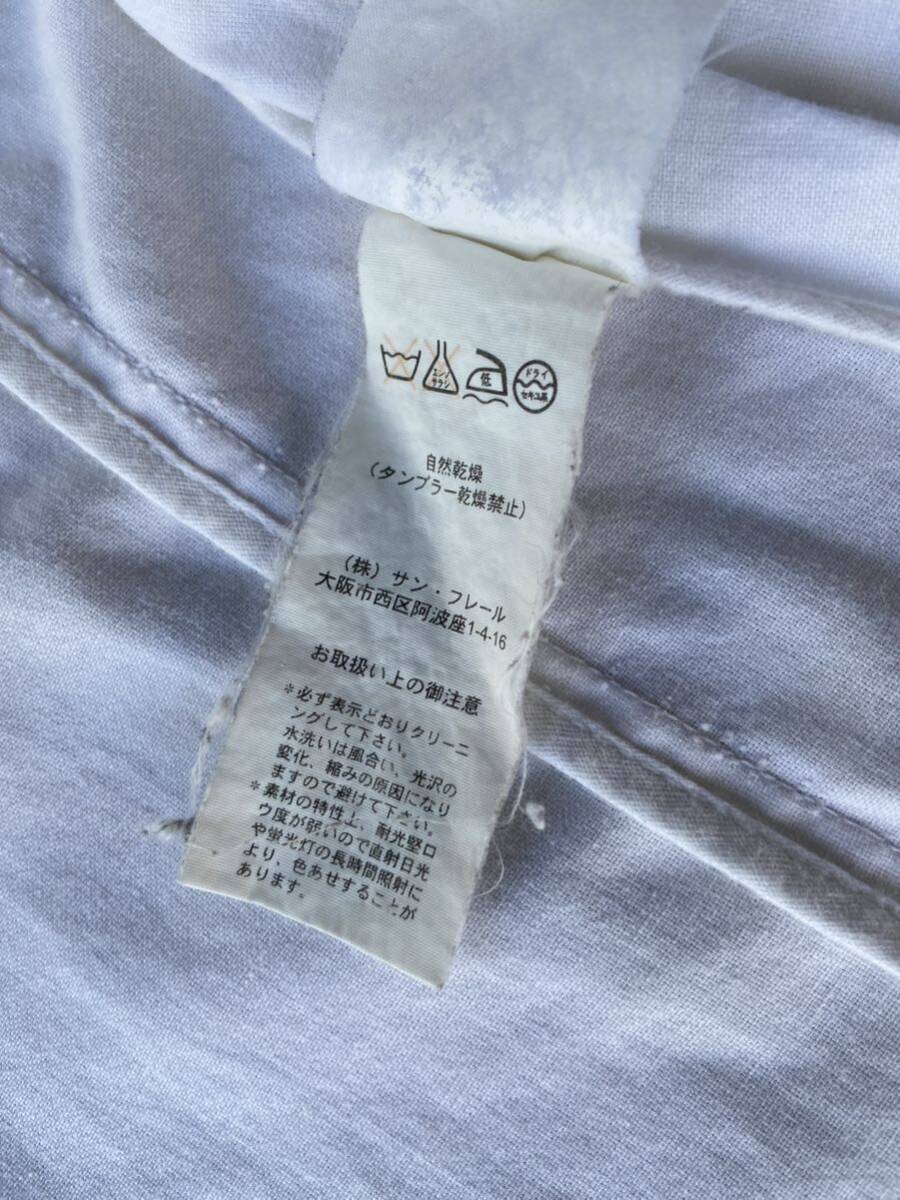 エンソ
サラシ
低
ドライ
セキユ系
自然乾燥
(タンブラー乾燥禁止)
(株) サン・フレール
大阪市西区阿波座1-4-16
お取扱い上の御注意
*必ず表示どおりクリーニ
ングして下さい。
水洗いは風合い、光沢の
変化、縮みの原因になり
ますので避けて下さい。
*素材の特性上、耐光堅ロ
ウ度が弱いので直射日光
や蛍光灯の長時間照射に
より、色あせすることが
あります。